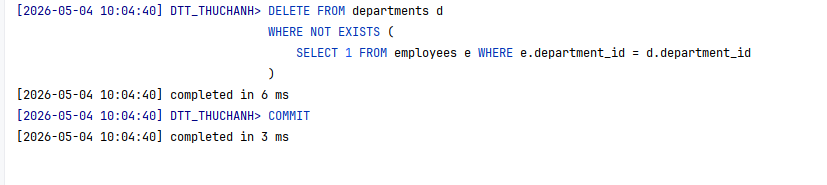 [2026-05-04 10:04:40] DTT_THUCHANH> DELETE FROM departments d
WHERE NOT EXISTS (
SELECT 1 FROM employees e WHERE e.department_id = d.department_id
)
[2026-05-04 10:04:40] completed in 6 ms
[2026-05-04 10:04:40] DTT_THUCHANH> COMMIT
[2026-05-04 10:04:40] completed in 3 ms